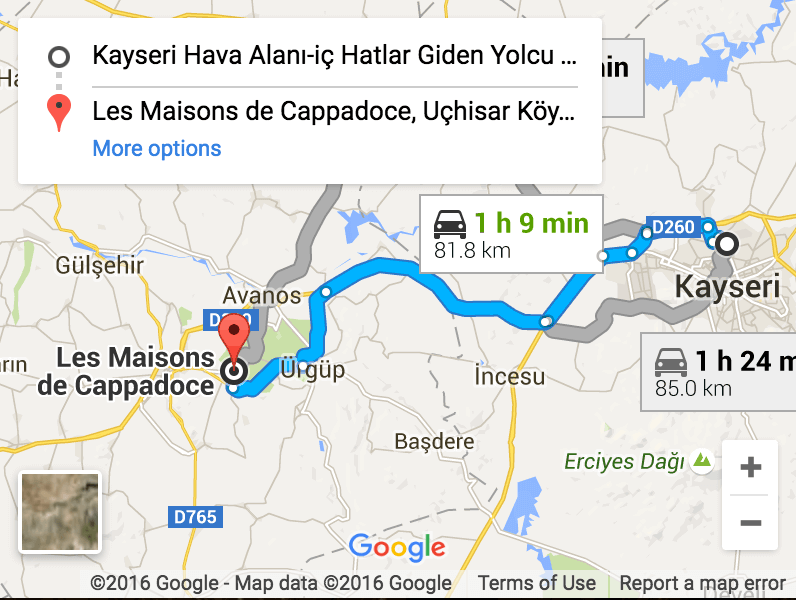 Kayseri Hava Alanı-iç Hatlar Giden Yolcu ...
Les Maisons de Cappadoce, Uçhisar Köy...
More options
in
1 h 9 min
81.8 km
D260
Kayseri
Gülşehir
Avanos
Les Maisons
de Cappadoce
Ürgüp
İncesu
1 h 24 m
85.0 km
Başdere
Erciyes Dağı
+
−
D765
Google
©2016 Google - Map data ©2016 Google
Terms of Use
Report a map error